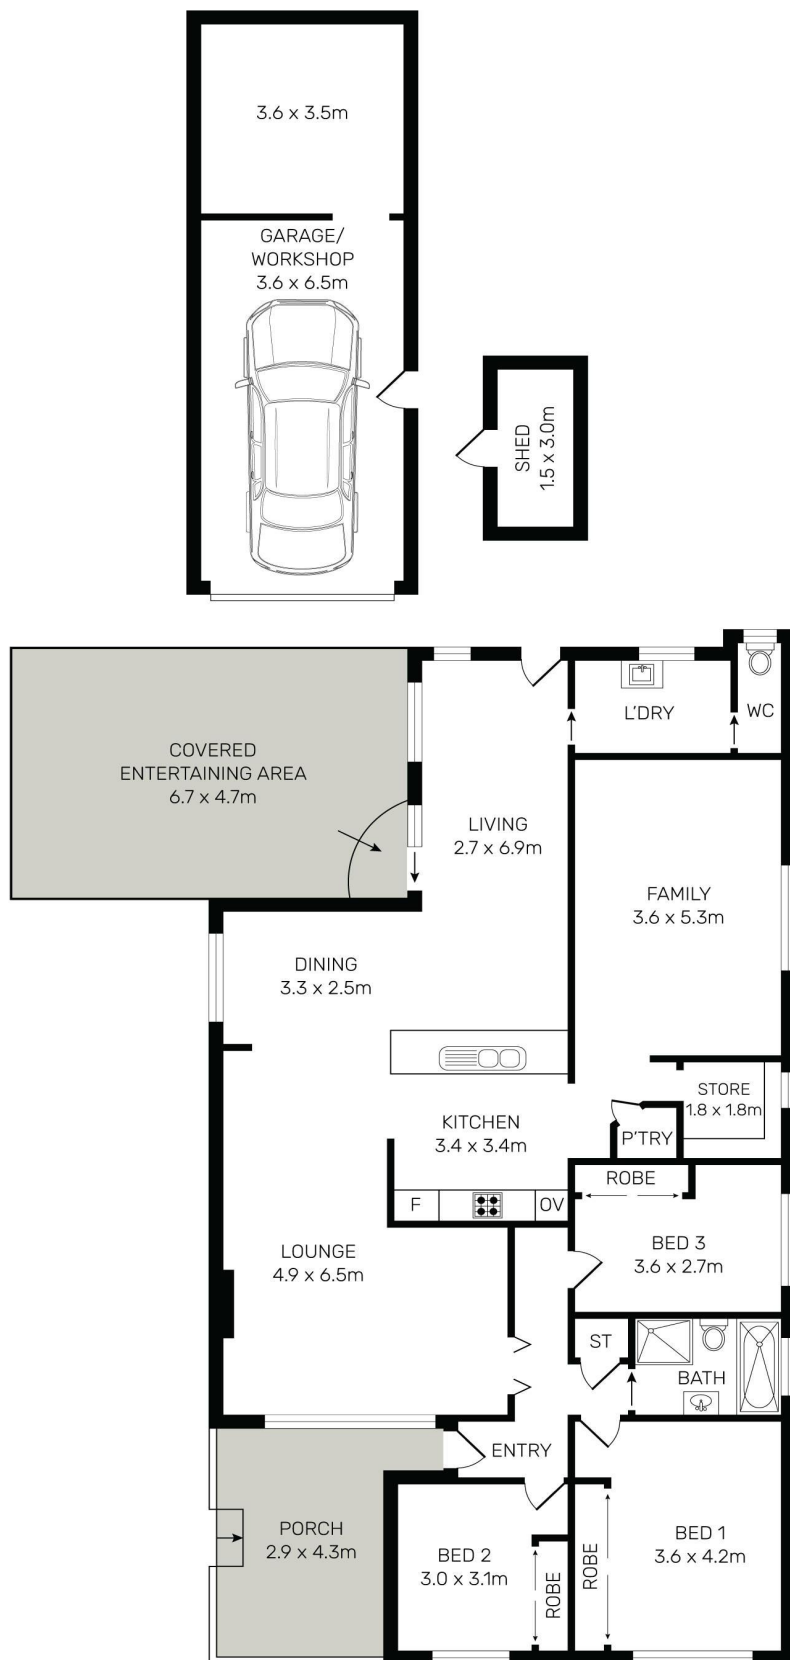 3.6 x 3.5m
GARAGE/
WORKSHOP
3.6 x 6.5m
SHED
1.5 x 3.0m
COVERED
ENTERTAINING AREA
6.7 x 4.7m
L'DRY
WC
LIVING
2.7 x 6.9m
FAMILY
3.6 x 5.3m
DINING
3.3 x 2.5m
STORE
1.8 x 1.8m
KITCHEN
3.4 x 3.4m
P'TRY
F
OV
ROBE
BED 3
3.6 x 2.7m
LOUNGE
4.9 x 6.5m
ST
BATH
ENTRY
PORCH
2.9 x 4.3m
BED 2
3.0 x 3.1m
ROBE
ROBE
BED 1
3.6 x 4.2m